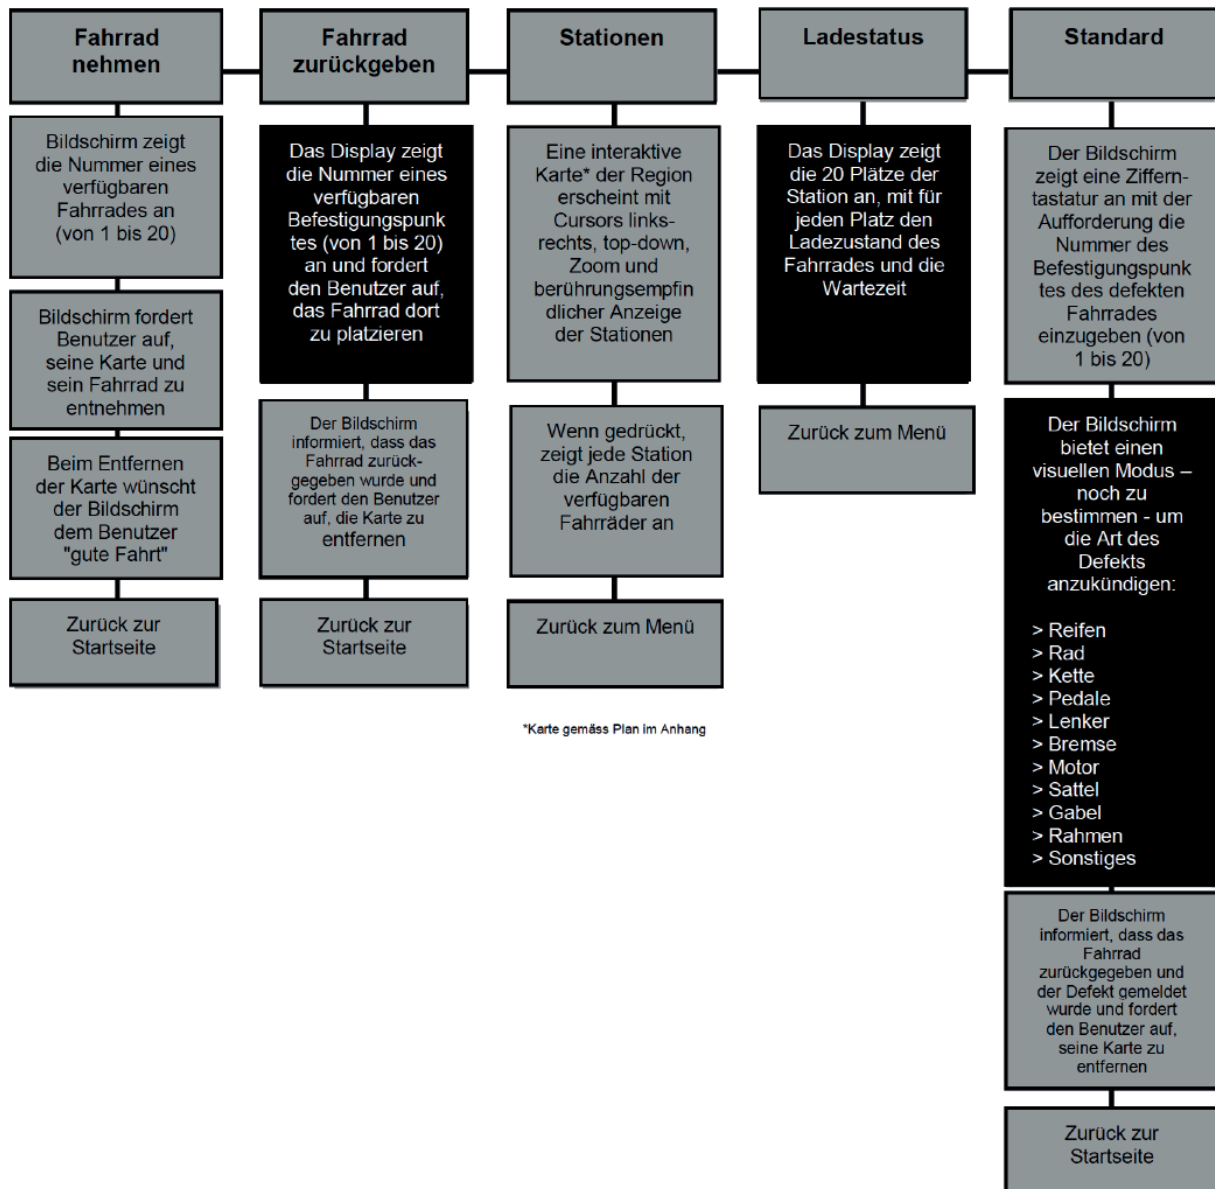 Fahrrad
nehmen
Bildschirm zeigt
die Nummer eines
verfügbaren
Fahrrades an
(von 1 bis 20)
Bildschirm fordert
Benutzer auf,
seine Karte und
sein Fahrrad zu
entnehmen
Beim Entfernen
der Karte wünscht
der Bildschirm
dem Benutzer
"gute Fahrt"
Zurück zur
Startseite
Fahrrad
zurückgeben
Das Display zeigt
die Nummer eines
verfügbaren
Befestigungspunk
tes (von 1 bis 20)
an und fordert
den Benutzer auf,
das Fahrrad dort
zu platzieren
Der Bildschirm
informiert, dass das
Fahrrad zurück-
gegeben wurde und
fordert den Benutzer
auf, die Karte zu
entfernen
Zurück zur
Startseite
Stationen
Eine interaktive
Karte* der Region
erscheint mit
Cursors links-
rechts, top-down,
Zoom und
berührungsempfin
dlicher Anzeige
der Stationen
Wenn gedrückt,
zeigt jede Station
die Anzahl der
verfügbaren
Fahrräder an
Zurück zum Menü
*Karte gemäss Plan im Anhang
Ladestatus
Das Display zeigt
die 20 Plätze der
Station an, mit für
jeden Platz den
Ladezustand des
Fahrrades und die
Wartezeit
Zurück zum Menü
Standard
Der Bildschirm
zeigt eine Ziffern-
tastatur an mit der
Aufforderung die
Nummer des
Befestigungspunk
tes des defekten
Fahrrades
einzugeben (von
1 bis 20)
Der Bildschirm
bietet einen
visuellen Modus –
noch zu
bestimmen - um
die Art des
Defekts
anzukündigen:
> Reifen
> Rad
> Kette
> Pedale
> Lenker
> Bremse
> Motor
> Sattel
> Gabel
> Rahmen
> Sonstiges
Der Bildschirm
informiert, dass das
Fahrrad
zurückgegeben und
der Defekt gemeldet
wurde und fordert
den Benutzer auf,
seine Karte zu
entfernen
Zurück zur
Startseite